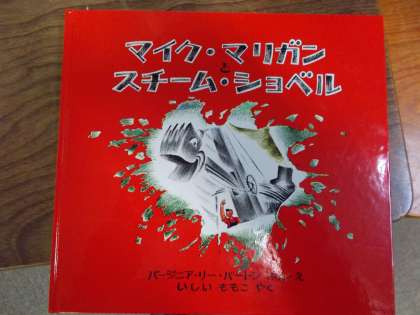 マイク・マリガン
と
スチーム・ショベル
バージニア・リー・バートン え
いしい ももこ やく